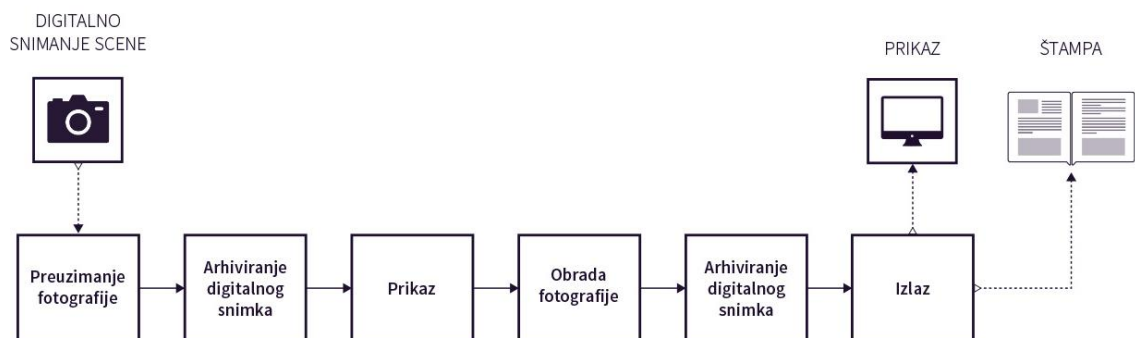 DIGITALNO
SNIMANJE SCENE
PRIKAZ
ŠTAMPA
Preuzimanje
fotografije
Arhiviranje
digitalnog
snimka
Prikaz
Obrada
fotografije
Arhiviranje
digitalnog
snimka
Izlaz